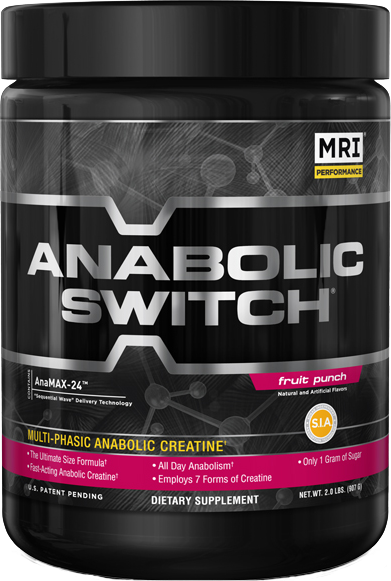 MRI®
PERFORMANCE
ANABOLIC
SWITCH®
CONTAINS
AnaMAX-24™
"Sequential Wave" Delivery Technology
fruit punch
Natural and Artificial Flavors
S.I.A.
MULTI-PHASIC ANABOLIC CREATINE†
• The Ultimate Size Formula†
• Fast-Acting Anabolic Creatine†
• All Day Anabolism†
• Employs 7 Forms of Creatine
• Only 1 Gram of Sugar
U.S. PATENT PENDING
DIETARY SUPPLEMENT
NET. WT. 2.0 LBS. (907 G)